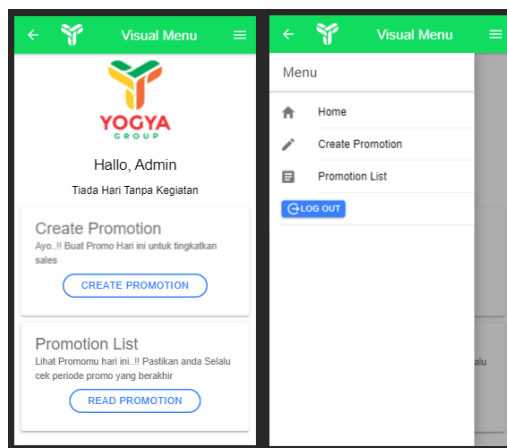 Visual Menu
YOGYA
GROUP
Hallo, Admin
Tiada Hari Tanpa Kegiatan
Create Promotion
Ayo..!! Buat Promo Hari ini untuk tingkatkan
sales
CREATE PROMOTION
Promotion List
Lihat Promomu hari ini..!! Pastikan anda Selalu
cek periode promo yang berakhir
READ PROMOTION
Visual Menu
Menu
Home
Create Promotion
Promotion List
LOG OUT
alu